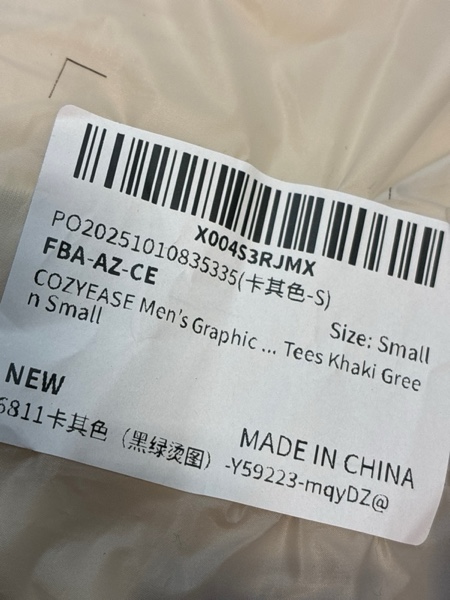 X004S3RJMX
PO20251010835335(卡其色-S)
FBA-AZ-CE
Size: Small
COZYEASE Men's Graphic ... Tees Khaki Gree
n Small
NEW
MADE IN CHINA
6811卡其色（黑绿烫图）-Y59223-mqyDZ@